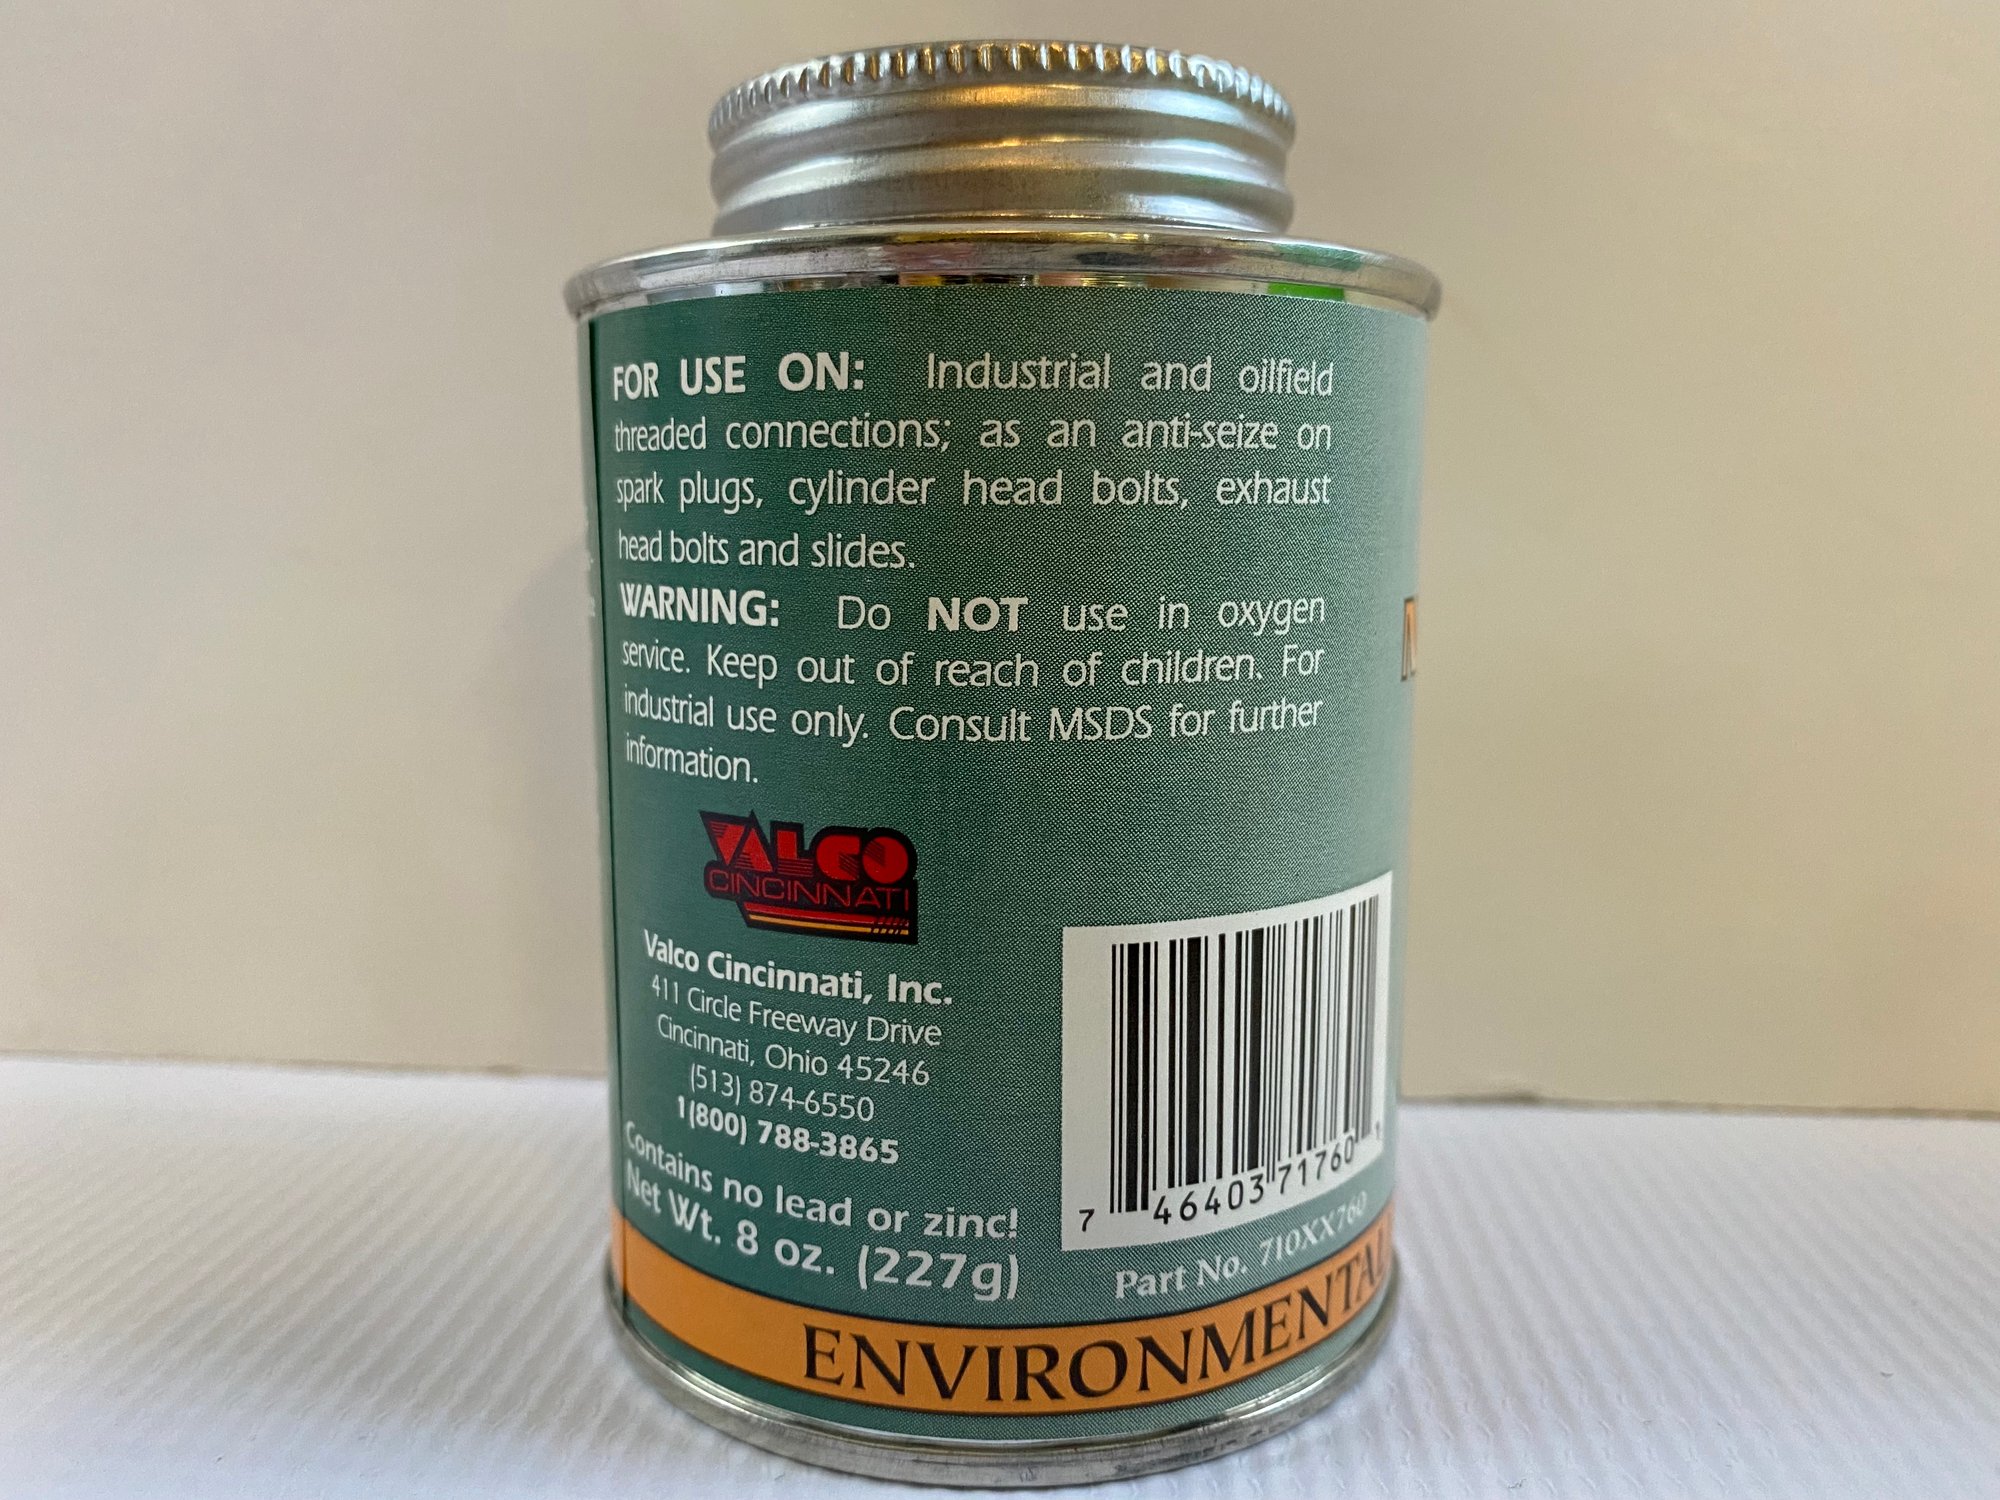 FOR USE ON: Industrial and oilfield
threaded connections; as an anti-seize on
spark plugs, cylinder head bolts, exhaust
head bolts and slides.
WARNING: Do NOT use in oxygen
service. Keep out of reach of children. For
industrial use only. Consult MSDS for further
information.
VALCO
CINCINNATI
Valco Cincinnati, Inc.
411 Circle Freeway Drive
Cincinnati, Ohio 45246
(513) 874-6550
1(800) 788-3865
Contains no lead or zinc!
Net Wt. 8 oz. (227g)
7 46403 71760 1
Part No. 710XX760
ENVIRONMENTAL